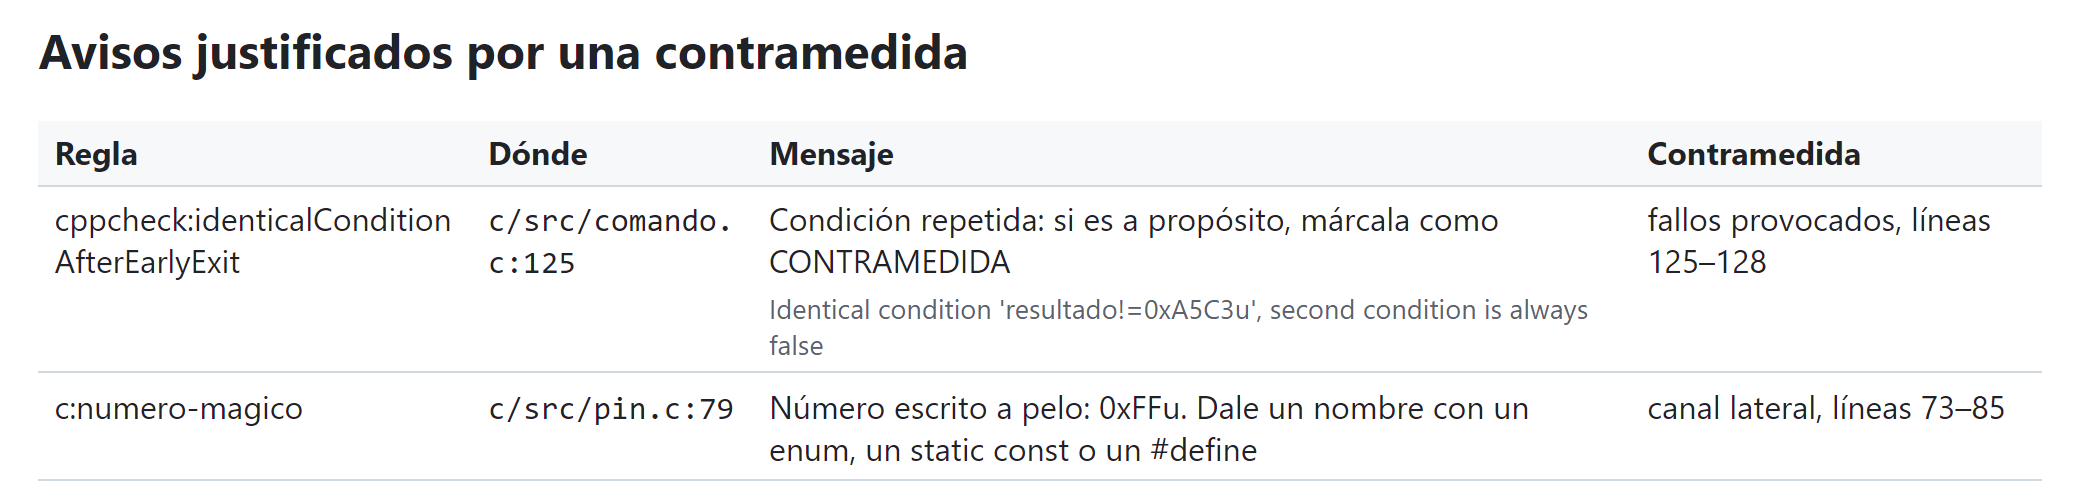 Avisos justificados por una contramedida
Regla Dónde Mensaje Contramedida
cppcheck:identicalCondition c/src/comando. Condición repetida: si es a propósito, márcala como fallos provocados, líneas
AfterEarlyExit c:125 CONTRAMEDIDA 125–128
Identical condition 'resultado!=0xA5C3u', second condition is always
false
c:numero-magico c/src/pin.c:79 Número escrito a pelo: 0xFFu. Dale un nombre con un canal lateral, líneas 73–85
enum, un static const o un #define